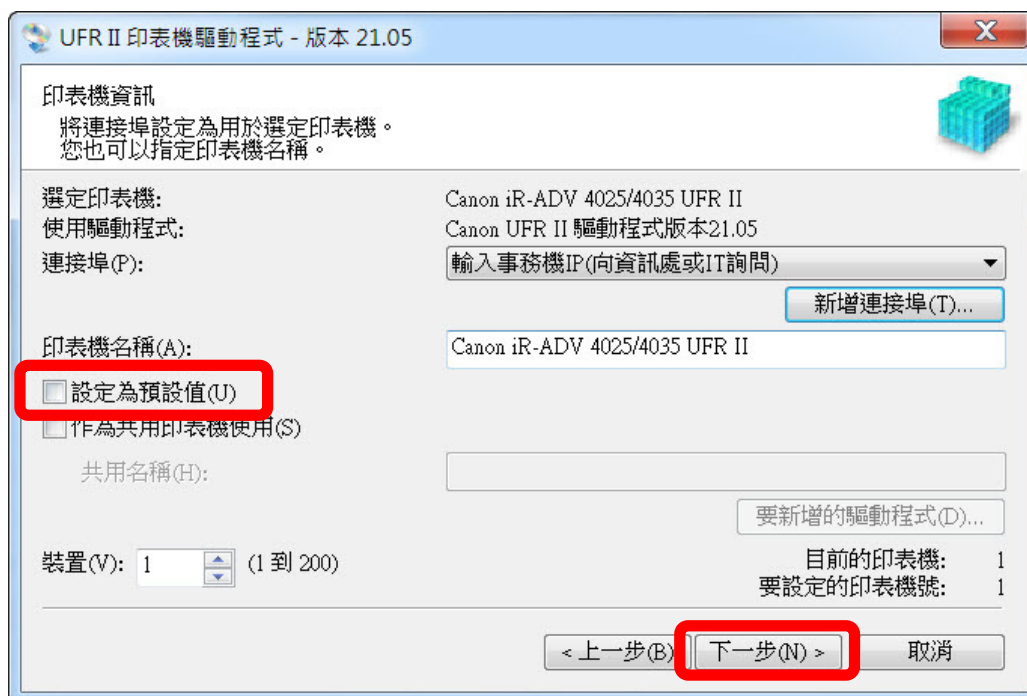 UFR II 印表機驅動程式 - 版本 21.05
印表機資訊
將連接埠設定為用於選定印表機。
您也可以指定印表機名稱。
選定印表機: Canon iR-ADV 4025/4035 UFR II
使用驅動程式: Canon UFR II 驅動程式版本21.05
連接埠(P): 輸入事務機IP(向資訊處或IT詢問)
新增連接埠(T)...
印表機名稱(A): Canon iR-ADV 4025/4035 UFR II
設定為預設值(U)
作為共用印表機使用(S)
共用名稱(H):
要新增的驅動程式(D)...
裝置(V): 1 (1 到 200) 目前的印表機: 1
要設定的印表機號: 1
< 上一步(B) 下一步(N) > 取消